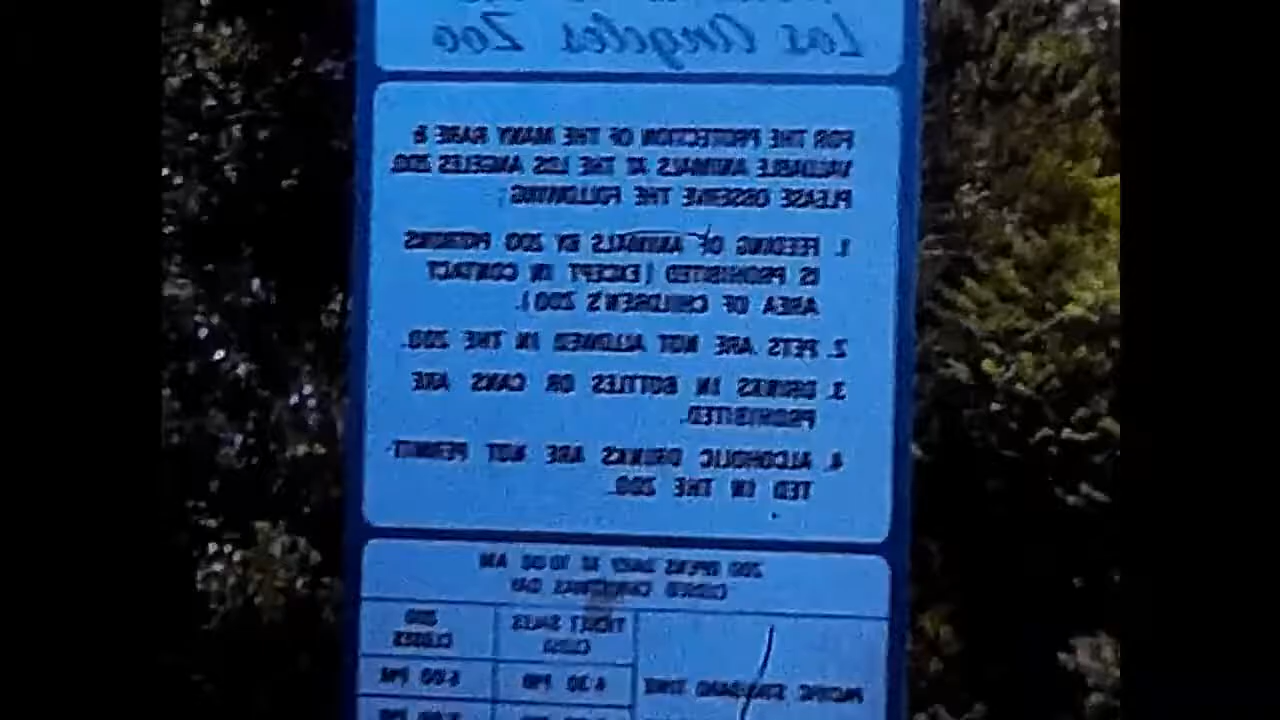 Los Angeles Zoo
FOR THE PROTECTION OF THE MANY RARE &
VALUABLE ANIMALS AT THE LOS ANGELES ZOO.
PLEASE OBSERVE THE FOLLOWING:
1. FEEDING OF ANIMALS BY ZOO PATRONS
IS PROHIBITED (EXCEPT IN CONTACT
AREA OF CHILDREN'S ZOO).
2. PETS ARE NOT ALLOWED IN THE ZOO.
3. DRINKS IN BOTTLES OR CANS ARE
PROHIBITED.
4. ALCOHOLIC DRINKS ARE NOT PERMIT-
TED IN THE ZOO.
ZOO OPENS DAILY AT 10:00 AM
CLOSED CHRISTMAS DAY
TICKET SALES
ZOO
CLOSES
PACIFIC STANDARD TIME
4:30 PM
5:00 PM